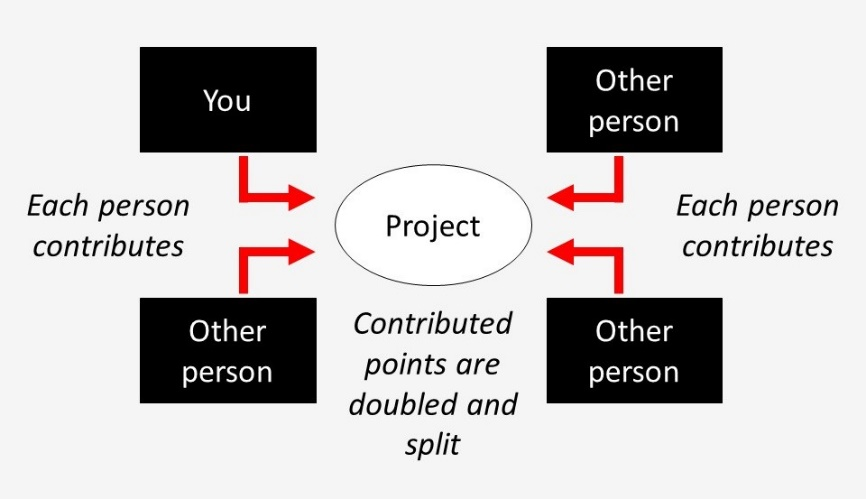 You
Other
person
Each person
contributes
Project
Each person
contributes
Other
person
Contributed
points are
doubled and
split
Other
person